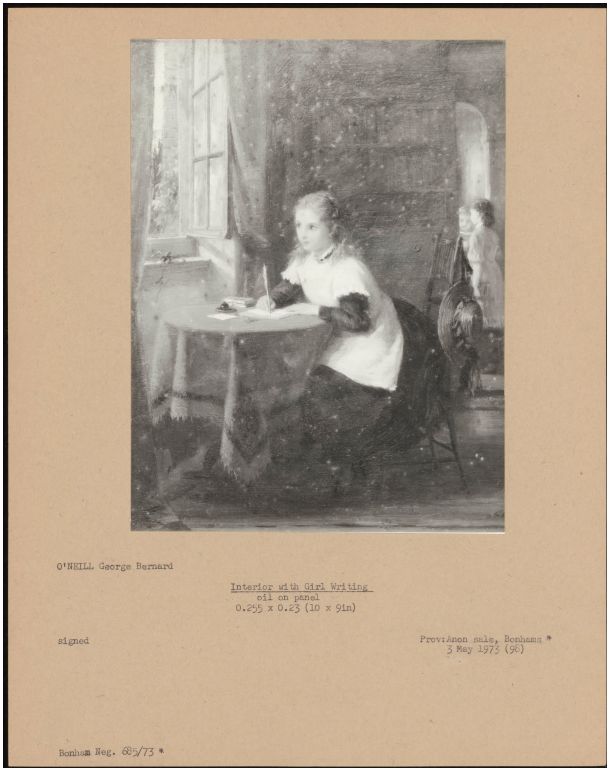 O'NEILL George Bernard
Interior with Girl Writing
oil on panel
0.255 x 0.23 (10 x 9in)
signed
Prov:Anon sale, Bonhams *
3 May 1973 (96)
Bonham Neg. 685/73 *